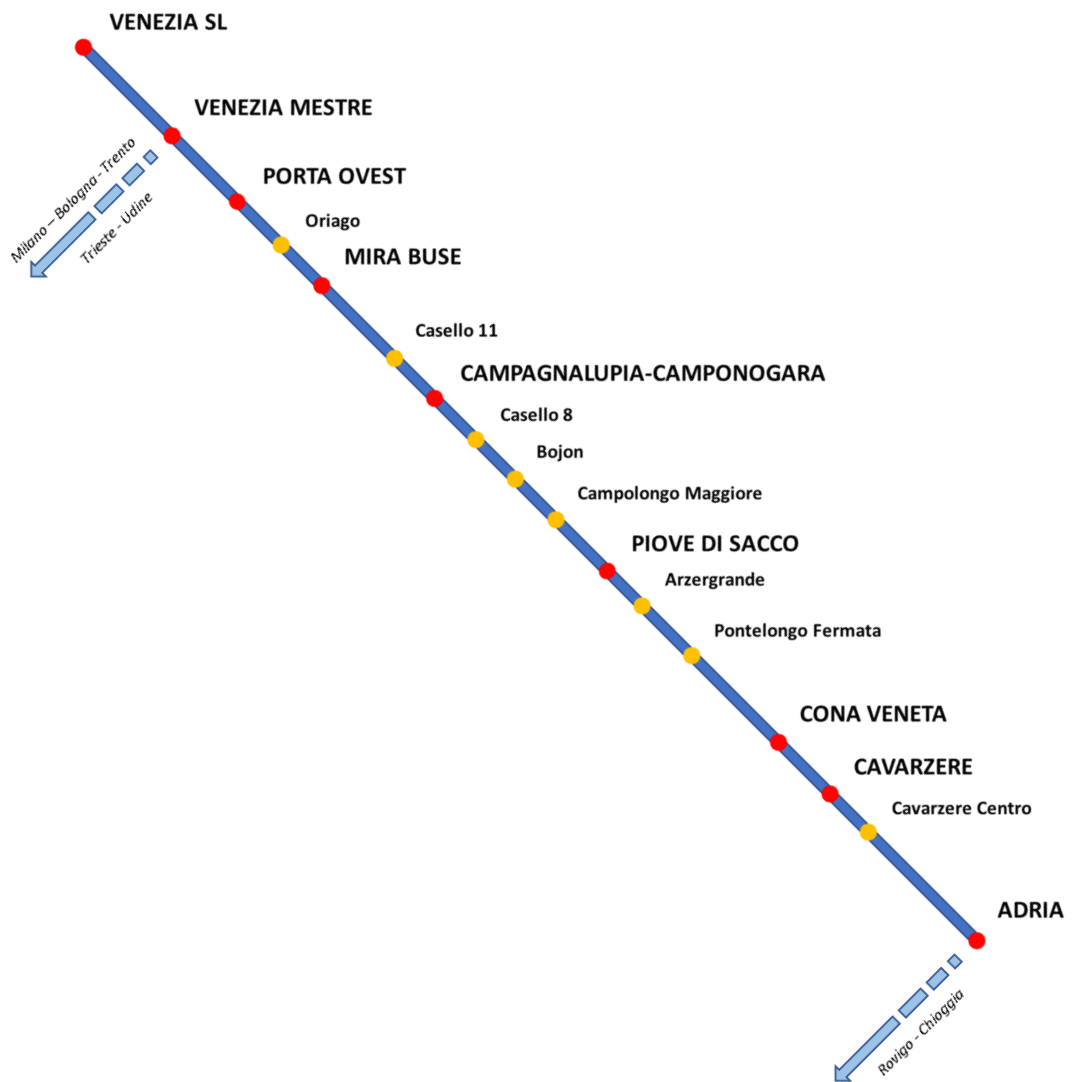 VENEZIA SL
VENEZIA MESTRE
Milano – Bologna - Trento
Trieste - Udine
PORTA OVEST
Oriago
MIRA BUSE
Casello 11
CAMPAGNALUPIA-CAMPONOGARA
Casello 8
Bojon
Campolongo Maggiore
PIOVE DI SACCO
Arzergrande
Pontelongo Fermata
CONA VENETA
CAVARZERE
Cavarzere Centro
ADRIA
Rovigo - Chioggia